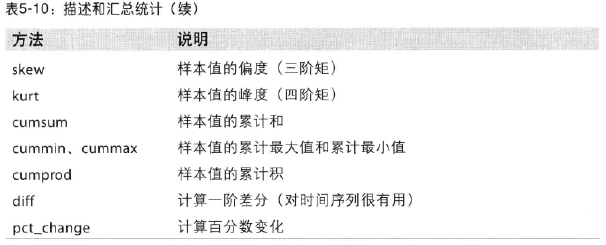 表5-10：描述和汇总统计（续）
方法 说明
skew 样本值的偏度（三阶矩）
kurt 样本值的峰度（四阶矩）
cumsum 样本值的累计和
cummin、cummax 样本值的累计最大值和累计最小值
cumprod 样本值的累计积
diff 计算一阶差分（对时间序列很有用）
pct_change 计算百分数变化